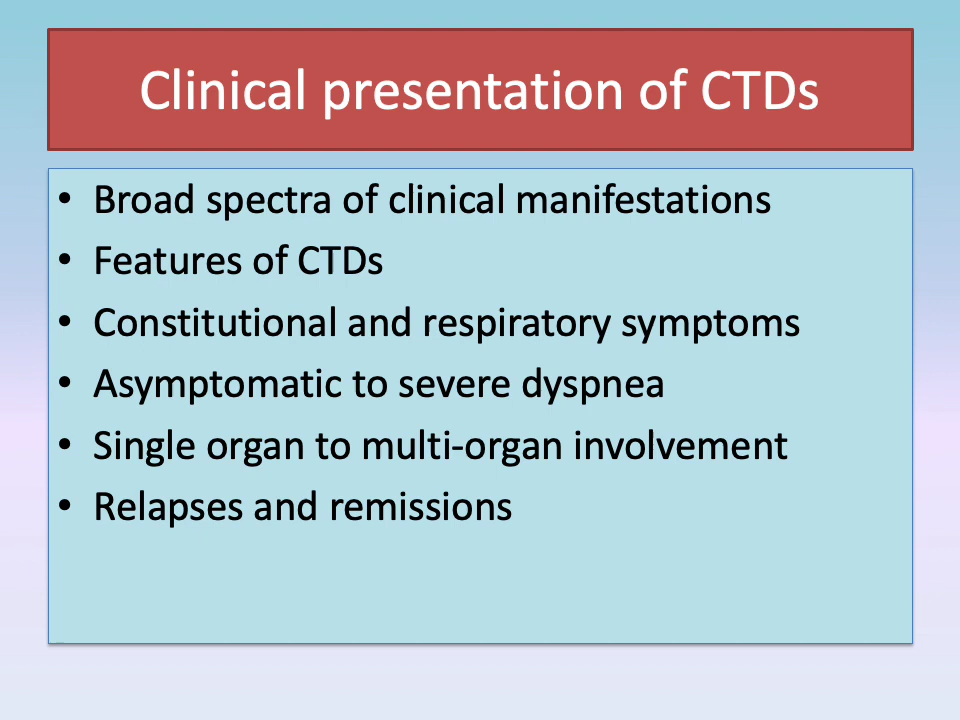 Clinical presentation of CTDs
• Broad spectra of clinical manifestations
• Features of CTDs
• Constitutional and respiratory symptoms
• Asymptomatic to severe dyspnea
• Single organ to multi-organ involvement
• Relapses and remissions